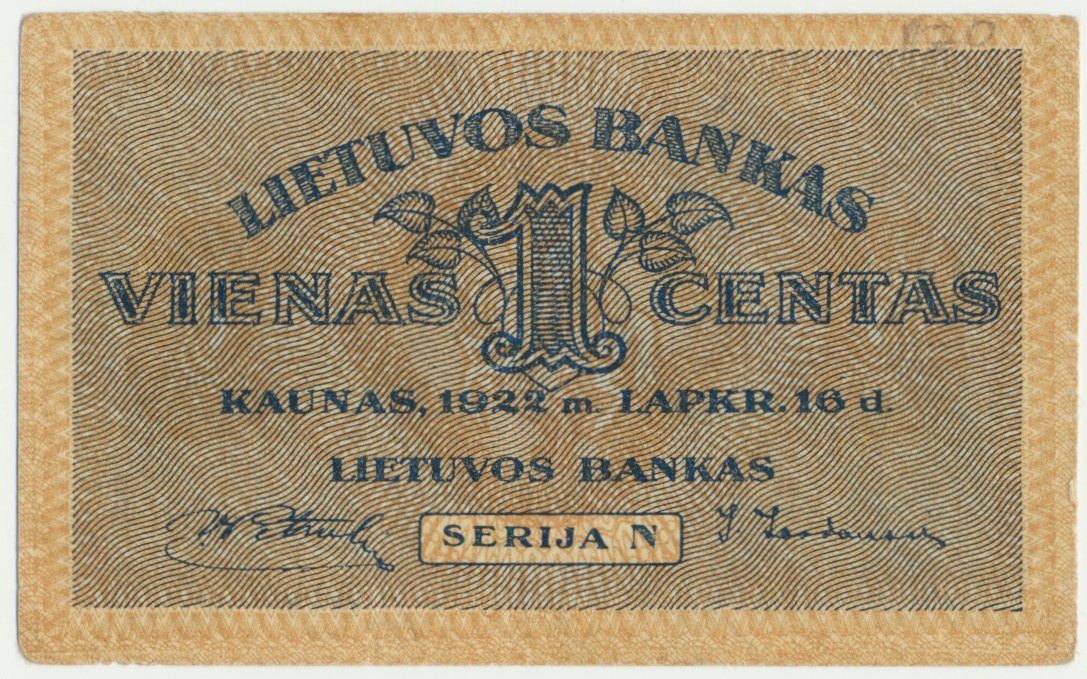 LIETUVOS BANKAS
VIENAS 1 CENTAS
KAUNAS, 1922 m. LAPKR. 16 d.
LIETUVOS BANKAS
SERIJA N